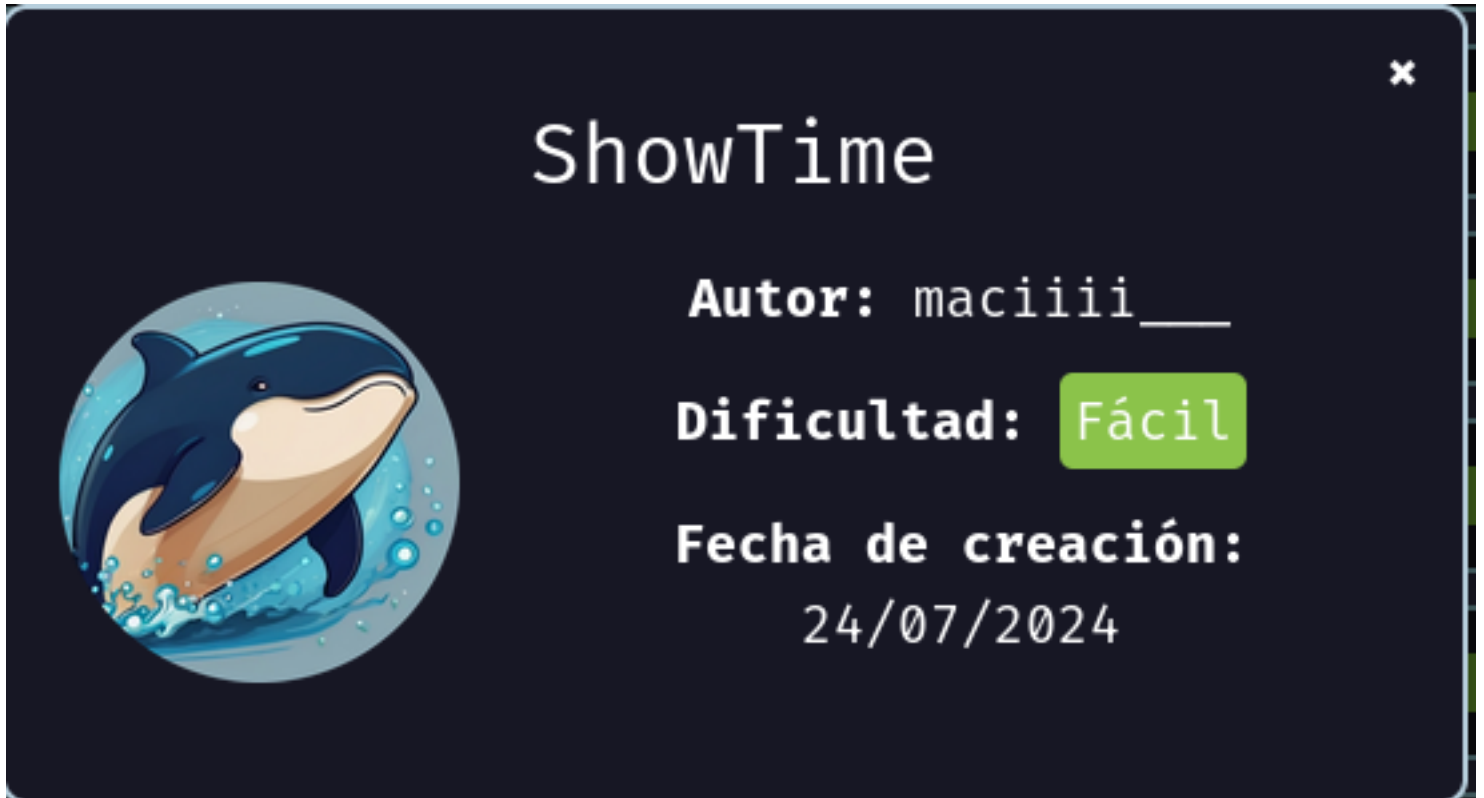 ShowTime
Autor: maciiii___
Dificultad: Fácil
Fecha de creación:
24/07/2024